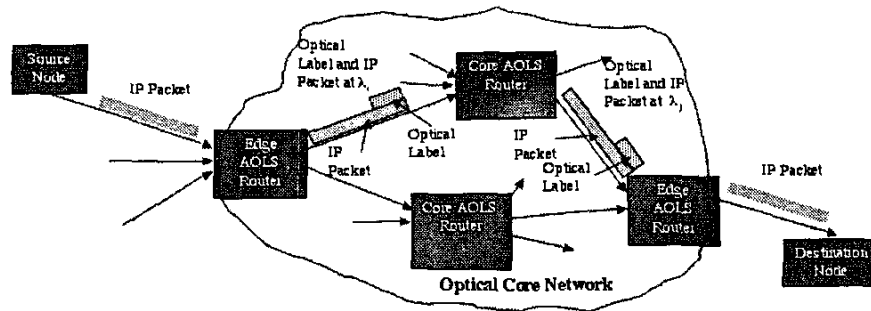 Source
Node
IP Packet
Optical
Label and IP
Packet at λi
Core AOLS
Router
Optical
Label and IP
Packet at λj
Edge
AOLS
Router
IP
Packet
Optical
Label
IP
Packet
Optical
Label
Core AOLS
Router
Edge
AOLS
Router
IP Packet
Destination
Node
Optical Core Network